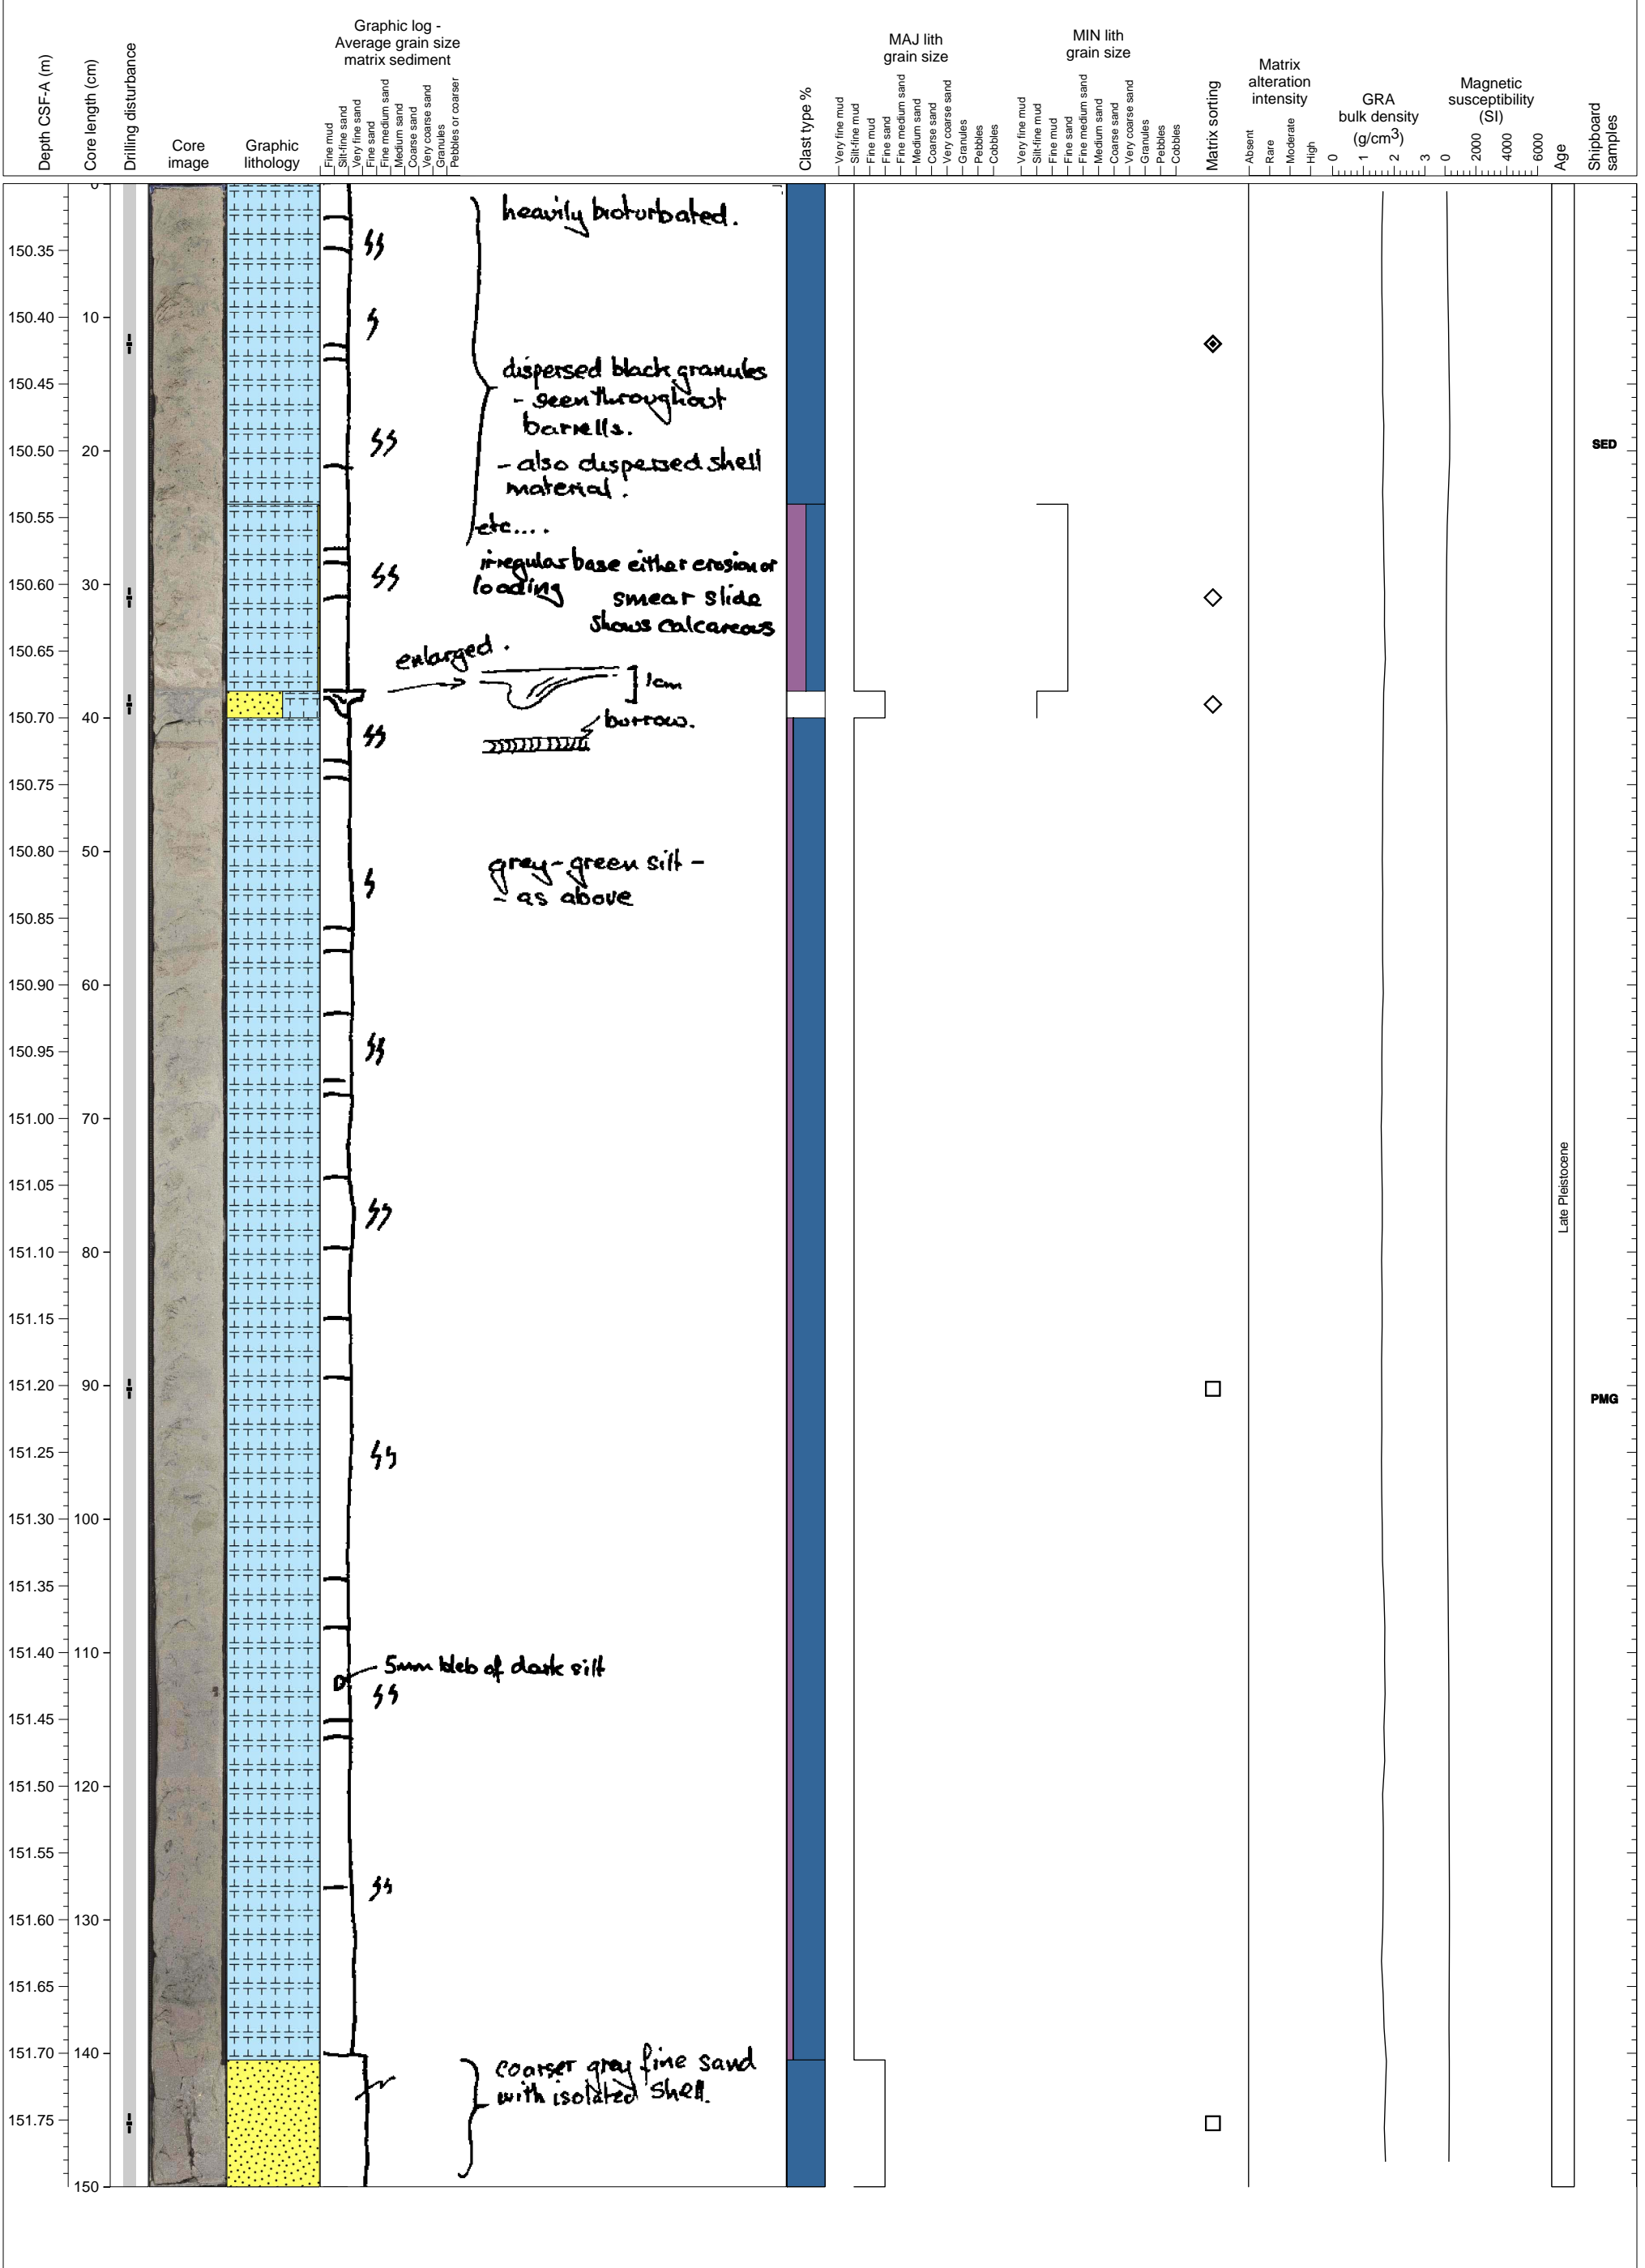 Depth CSF-A (m)
Core length (cm)
Drilling disturbance
Core
image
Graphic
lithology
Graphic log -
Average grain size
matrix sediment
Fine mud
Silt-fine sand
Very fine sand
Fine sand
Fine medium sand
Medium sand
Coarse sand
Very coarse sand
Granules
Pebbles or coarser
Clast type %
MAJ lith
grain size
Very fine mud
Silt-fine mud
Fine mud
Fine sand
Fine medium sand
Medium sand
Coarse sand
Very coarse sand
Granules
Pebbles
Cobbles
MIN lith
grain size
Very fine mud
Silt-fine mud
Fine mud
Fine sand
Fine medium sand
Medium sand
Coarse sand
Very coarse sand
Granules
Pebbles
Cobbles
Matrix sorting
Matrix
alteration
intensity
Absent
Rare
Moderate
High
GRA
bulk density
(g/cm3)
0
1
2
3
Magnetic
susceptibility
(SI)
0
2000
4000
6000
Age
Shipboard
samples
0
150.35
150.40
10
150.45
150.50
20
150.55
150.60
30
150.65
150.70
40
150.75
150.80
50
150.85
150.90
60
150.95
151.00
70
151.05
151.10
80
151.15
151.20
90
151.25
151.30
100
151.35
151.40
110
151.45
151.50
120
151.55
151.60
130
151.65
151.70
140
151.75
150
heavily bioturbated.
dispersed black granules
- seen throughout
barrells.
- also dispersed shell
material.
etc....
irregular base either erosion or
loading
smear slide
shows calcareous
enlarged.
1cm
burrow.
grey-green silt -
- as above
5mm bleb of dark silt
coarser grey fine sand
with isolated shell.
Late Pleistocene
SED
PMG